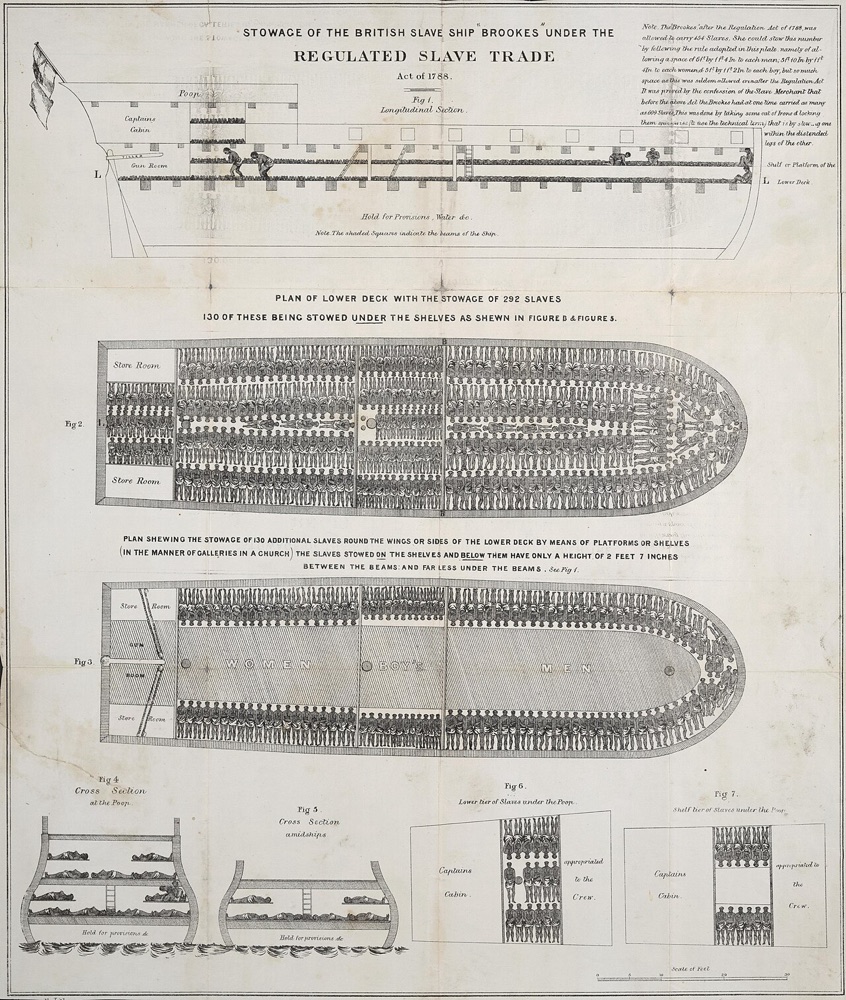 STOWAGE OF THE BRITISH SLAVE SHIP "BROOKES" UNDER THE
REGULATED SLAVE TRADE
Act of 1788.
Note. The "Brookes" after the Regulation Act of 1788, was
allowed to carry 454 Slaves. She could stow this number
by following the rule adopted in this plate, namely of al-
lowing a space of 6ft by 1ft 4In to each man; 5ft 10In by 1ft
4In to each women, & 5ft by 1ft 2In to each boy, but so much
space as this was seldom allowed even after the Regulation Act
It was proved by the confession of the Slave Merchant that
before the above Act the Brookes had at one time carried as many
as 609 Slaves. This was done by taking some out of Irons & locking
them (to use the technical term) that is by stowing one
within the distended
legs of the other.
Fig 1.
Longitudinal Section.
Poop
Captains
Cabin
Gun Room
L
Shelf or Platform of the
L Lower Deck
Hold for Provisions, Water &c.
Note. The shaded Squares indicate the beams of the Ship.
PLAN OF LOWER DECK WITH THE STOWAGE OF 292 SLAVES
130 OF THESE BEING STOWED UNDER THE SHELVES AS SHEWN IN FIGURE D & FIGURE 5.
B
Store Room
Fig 2.
Store Room
PLAN SHEWING THE STOWAGE OF 130 ADDITIONAL SLAVES ROUND THE WINGS OR SIDES OF THE LOWER DECK BY MEANS OF PLATFORMS OR SHELVES
(IN THE MANNER OF GALLERIES IN A CHURCH) THE SLAVES STOWED ON THE SHELVES AND BELOW THEM HAVE ONLY A HEIGHT OF 2 FEET 7 INCHES
BETWEEN THE BEAMS: AND FAR LESS UNDER THE BEAMS. See Fig 1.
Store Room
GUN
Fig 3.
WOMEN
BOYS
MEN
ROOM
Store Room
Fig 4
Cross Section
at the Poop.
Hold for provisions &c
Fig 5
Cross Section
amidships
Hold for provisions &c
Fig 6.
Lower tier of Slaves under the Poop.
Captains
Cabin.
appropriated
to the
Crew.
Fig 7.
Shelf tier of Slaves under the Poop
Captains
Cabin.
appropriated to
the
Crew.
Scale of Feet